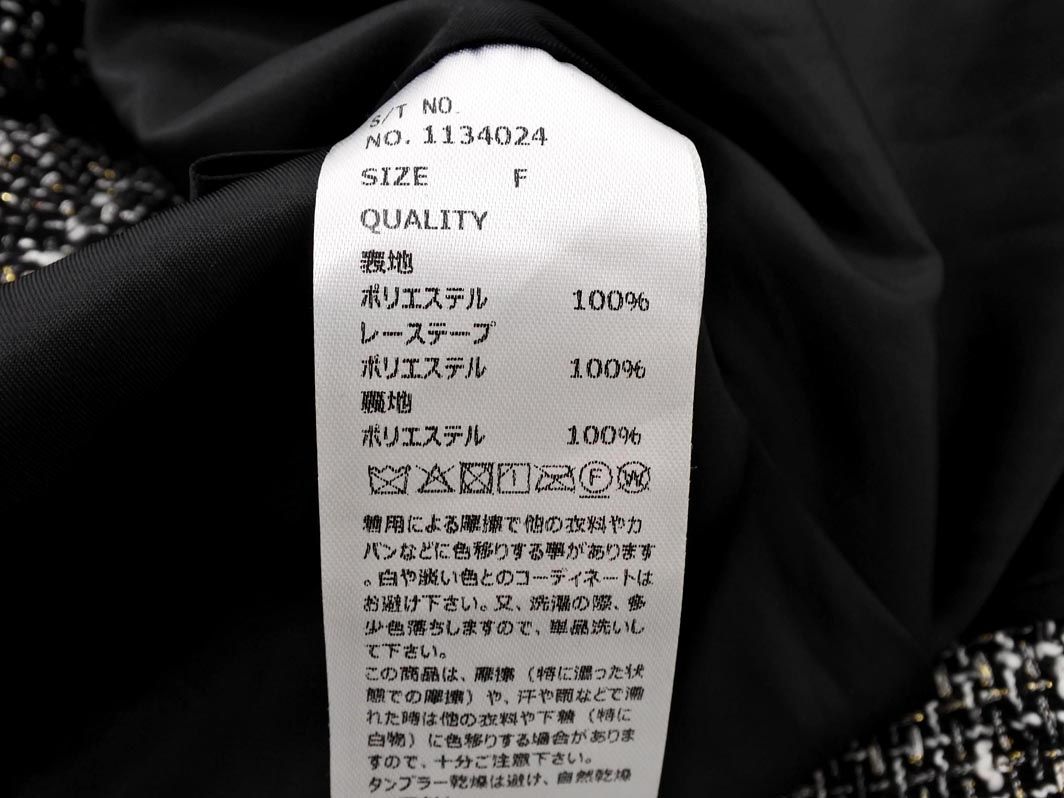 S/T NO.
NO. 1134024
SIZE F
QUALITY
表地
ポリエステル 100%
レーステープ
ポリエステル 100%
裏地
ポリエステル 100%
F W
着用による摩擦で他の衣料やカ
バンなどに色移りする事があります
。白や淡い色とのコーディネートは
お避け下さい。又、洗濯の際、多
少色落ちしますので、単品洗いし
て下さい。
この商品は、摩擦(特に湿った状
態での摩擦)や、汗や雨などで濡
れた時は他の衣料や下着(特に
白物)に色移りする場合がありま
すので、十分ご注意下さい。
タンブラー乾燥は避け、自然乾燥